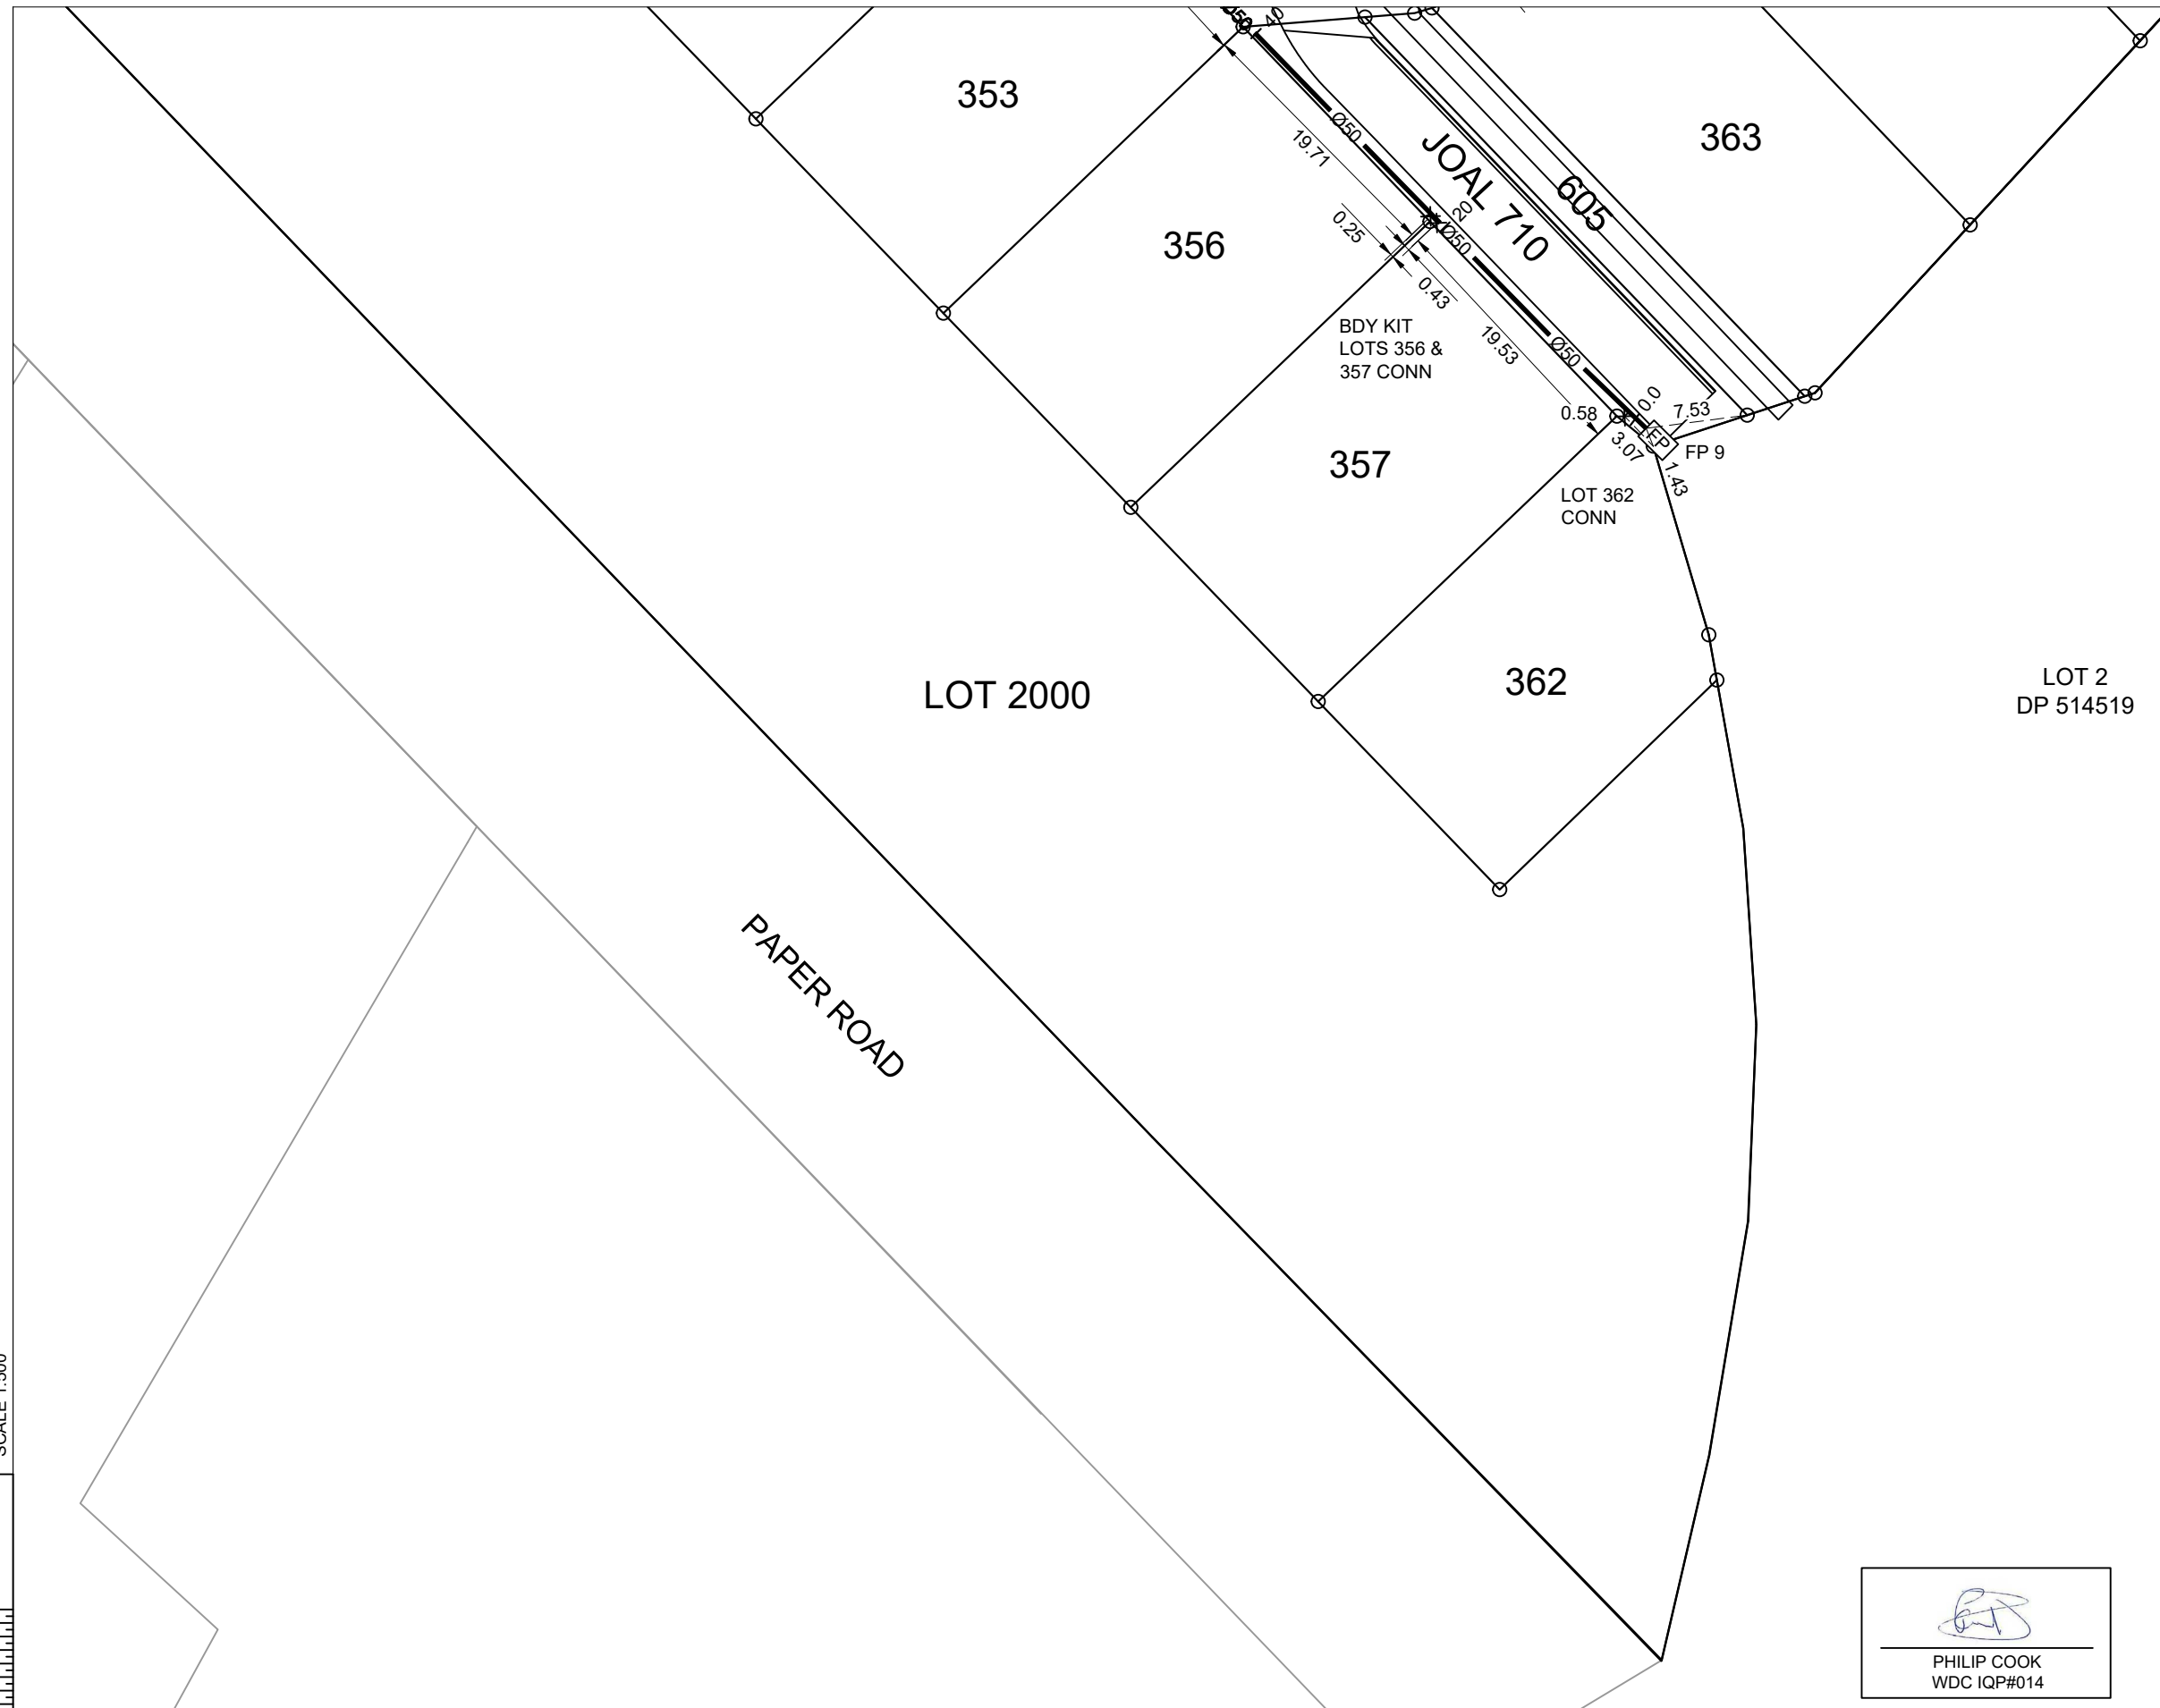 Ø50
40
353
363
Ø50
19.71
JOAL 710
605
20
0.25
Ø50
356
0.43
BDY KIT
LOTS 356 &
357 CONN
19.53
Ø50
0.0
7.53
0.58
3.07
FP
FP 9
357
1.43
LOT 362
CONN
LOT 2000
362
LOT 2
DP 514519
PAPER ROAD
PHILIP COOK
WDC IQP#014